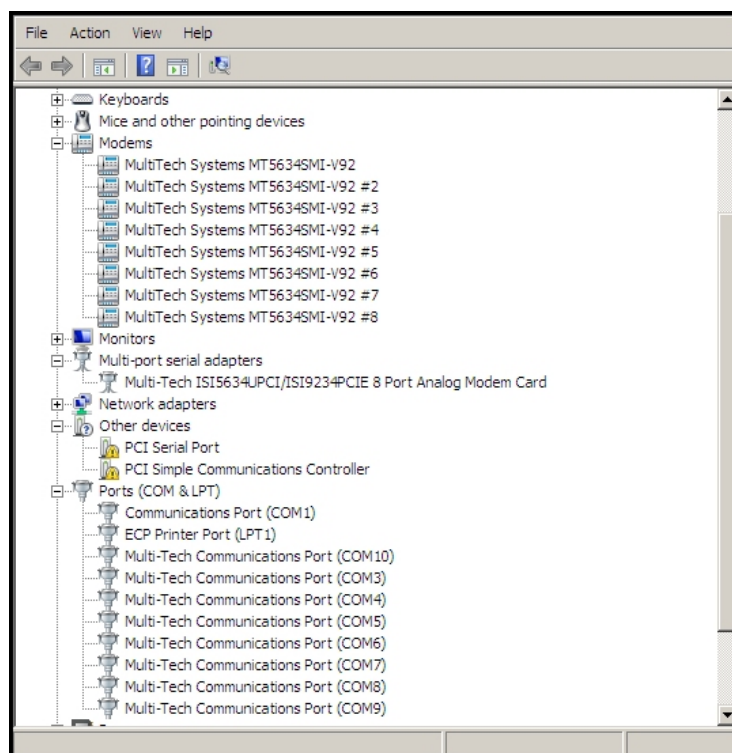 File Action View Help
Keyboards
Mice and other pointing devices
Modems
MultiTech Systems MT5634SMI-V92
MultiTech Systems MT5634SMI-V92 #2
MultiTech Systems MT5634SMI-V92 #3
MultiTech Systems MT5634SMI-V92 #4
MultiTech Systems MT5634SMI-V92 #5
MultiTech Systems MT5634SMI-V92 #6
MultiTech Systems MT5634SMI-V92 #7
MultiTech Systems MT5634SMI-V92 #8
Monitors
Multi-port serial adapters
Multi-Tech ISI5634UPCI/ISI9234PCIE 8 Port Analog Modem Card
Network adapters
Other devices
PCI Serial Port
PCI Simple Communications Controller
Ports (COM & LPT)
Communications Port (COM1)
ECP Printer Port (LPT1)
Multi-Tech Communications Port (COM10)
Multi-Tech Communications Port (COM3)
Multi-Tech Communications Port (COM4)
Multi-Tech Communications Port (COM5)
Multi-Tech Communications Port (COM6)
Multi-Tech Communications Port (COM7)
Multi-Tech Communications Port (COM8)
Multi-Tech Communications Port (COM9)